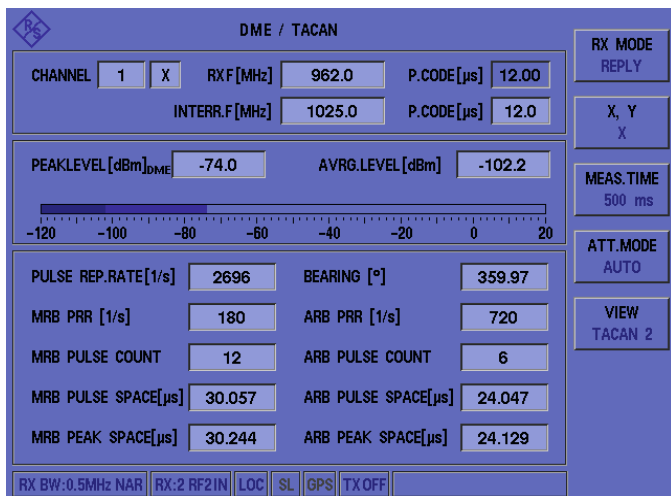 R&S
DME / TACAN
CHANNEL 1 X RXF[MHz] 962.0 P.CODE[µs] 12.00
INTERR.F[MHz] 1025.0 P.CODE[µs] 12.0
PEAKLEVEL[dBm]DME -74.0 AVRG.LEVEL[dBm] -102.2
-120 -100 -80 -60 -40 -20 0 20
PULSE REP.RATE[1/s] 2696 BEARING [°] 359.97
MRB PRR [1/s] 180 ARB PRR [1/s] 720
MRB PULSE COUNT 12 ARB PULSE COUNT 6
MRB PULSE SPACE[µs] 30.057 ARB PULSE SPACE[µs] 24.047
MRB PEAK SPACE[µs] 30.244 ARB PEAK SPACE[µs] 24.129
RX BW:0.5MHz NAR RX:2 RF2IN LOC SL GPS TX OFF
RX MODE
REPLY
X, Y
X
MEAS.TIME
500 ms
ATT.MODE
AUTO
VIEW
TACAN 2